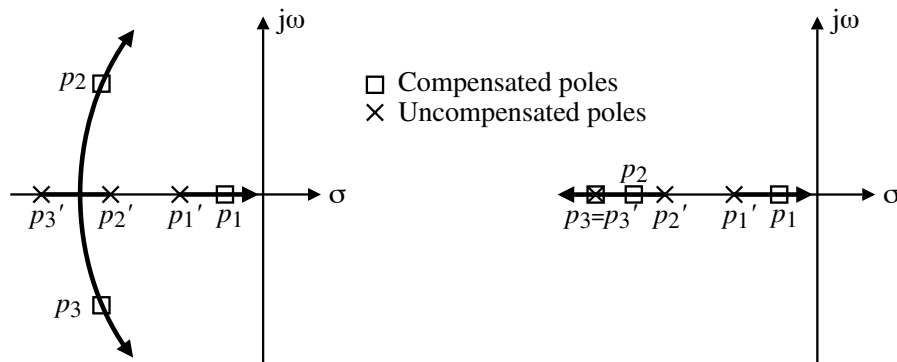 jω
p2
□ Compensated poles
× Uncompensated poles
σ
p3′ p2′ p1′ p1
p3
jω
p2
σ
p3=p3′ p2′ p1′ p1